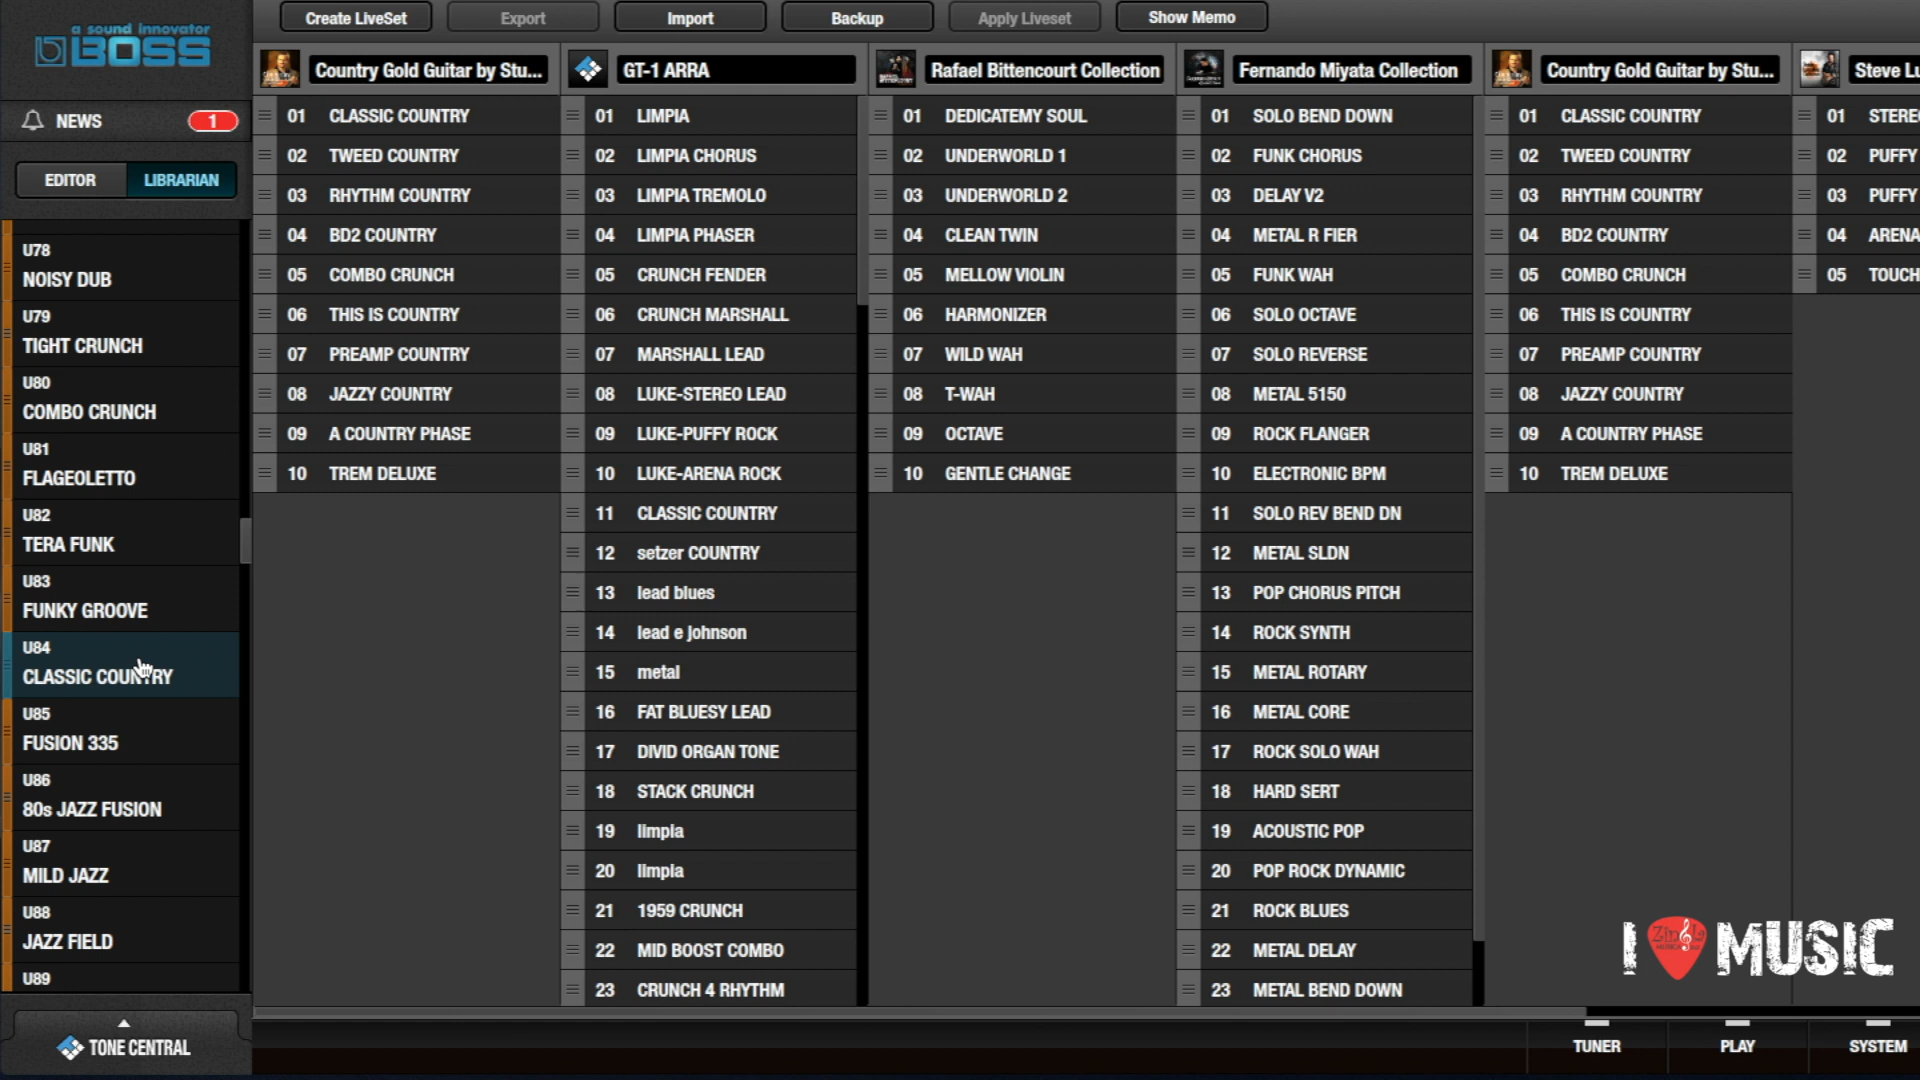 a sound innovator
BOSS
NEWS
1
EDITOR
LIBRARIAN
Create LiveSet
Export
Import
Backup
Apply Liveset
Show Memo
U78
NOISY DUB
U79
TIGHT CRUNCH
U80
COMBO CRUNCH
U81
FLAGEOLETTO
U82
TERA FUNK
U83
FUNKY GROOVE
U84
CLASSIC COUNTRY
U85
FUSION 335
U86
80s JAZZ FUSION
U87
MILD JAZZ
U88
JAZZ FIELD
U89
TONE CENTRAL
Country Gold Guitar by Stu...
01 CLASSIC COUNTRY
02 TWEED COUNTRY
03 RHYTHM COUNTRY
04 BD2 COUNTRY
05 COMBO CRUNCH
06 THIS IS COUNTRY
07 PREAMP COUNTRY
08 JAZZY COUNTRY
09 A COUNTRY PHASE
10 TREM DELUXE
GT-1 ARRA
01 LIMPIA
02 LIMPIA CHORUS
03 LIMPIA TREMOLO
04 LIMPIA PHASER
05 CRUNCH FENDER
06 CRUNCH MARSHALL
07 MARSHALL LEAD
08 LUKE-STEREO LEAD
09 LUKE-PUFFY ROCK
10 LUKE-ARENA ROCK
11 CLASSIC COUNTRY
12 setzer COUNTRY
13 lead blues
14 lead e johnson
15 metal
16 FAT BLUESY LEAD
17 DIVID ORGAN TONE
18 STACK CRUNCH
19 limpia
20 limpia
21 1959 CRUNCH
22 MID BOOST COMBO
23 CRUNCH 4 RHYTHM
Rafael Bittencourt Collection
01 DEDICATEMY SOUL
02 UNDERWORLD 1
03 UNDERWORLD 2
04 CLEAN TWIN
05 MELLOW VIOLIN
06 HARMONIZER
07 WILD WAH
08 T-WAH
09 OCTAVE
10 GENTLE CHANGE
Fernando Miyata Collection
01 SOLO BEND DOWN
02 FUNK CHORUS
03 DELAY V2
04 METAL R FIER
05 FUNK WAH
06 SOLO OCTAVE
07 SOLO REVERSE
08 METAL 5150
09 ROCK FLANGER
10 ELECTRONIC BPM
11 SOLO REV BEND DN
12 METAL SLDN
13 POP CHORUS PITCH
14 ROCK SYNTH
15 METAL ROTARY
16 METAL CORE
17 ROCK SOLO WAH
18 HARD SERT
19 ACOUSTIC POP
20 POP ROCK DYNAMIC
21 ROCK BLUES
22 METAL DELAY
23 METAL BEND DOWN
Country Gold Guitar by Stu...
01 CLASSIC COUNTRY
02 TWEED COUNTRY
03 RHYTHM COUNTRY
04 BD2 COUNTRY
05 COMBO CRUNCH
06 THIS IS COUNTRY
07 PREAMP COUNTRY
08 JAZZY COUNTRY
09 A COUNTRY PHASE
10 TREM DELUXE
Steve Lu
01 STEREO
02 PUFFY
03 PUFFY
04 ARENA
05 TOUCH
I MUSIC
TUNER
PLAY
SYSTEM